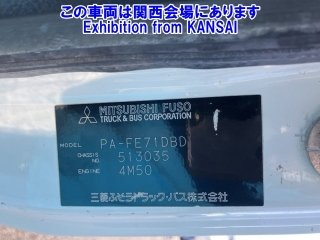 この車両は関西会場にあります
Exhibition from KANSAI
MITSUBISHI FUSO
TRUCK & BUS CORPORATION
MODEL PA-FE71DBD
CHASSIS NO 513035
ENGINE 4M50
三菱ふそうトラック・バス株式会社